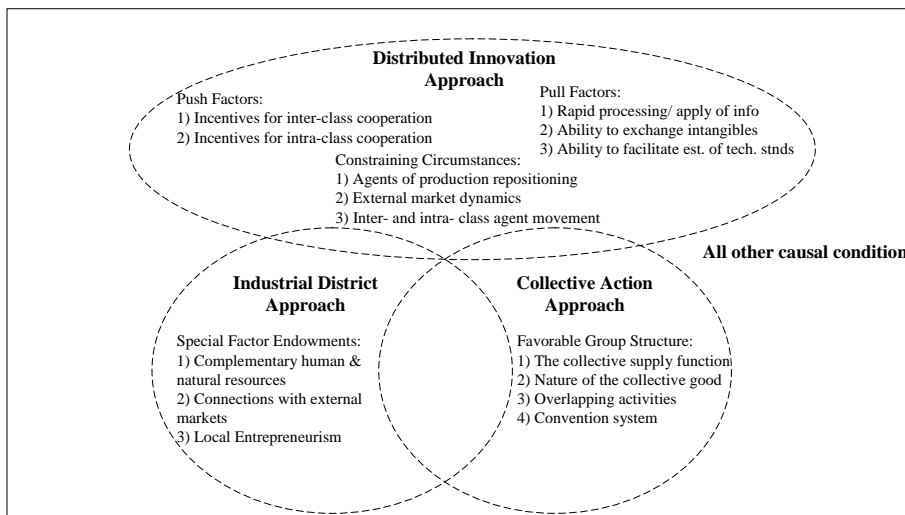 Distributed Innovation
Approach
Push Factors:
1) Incentives for inter-class cooperation
2) Incentives for intra-class cooperation
Pull Factors:
1) Rapid processing/ apply of info
2) Ability to exchange intangibles
3) Ability to facilitate est. of tech. stnds
Constraining Circumstances:
1) Agents of production repositioning
2) External market dynamics
3) Inter- and intra- class agent movement
All other causal condition
Industrial District
Approach
Special Factor Endowments:
1) Complementary human &
natural resources
2) Connections with external
markets
3) Local Entrepreneurism
Collective Action
Approach
Favorable Group Structure:
1) The collective supply function
2) Nature of the collective good
3) Overlapping activities
4) Convention system